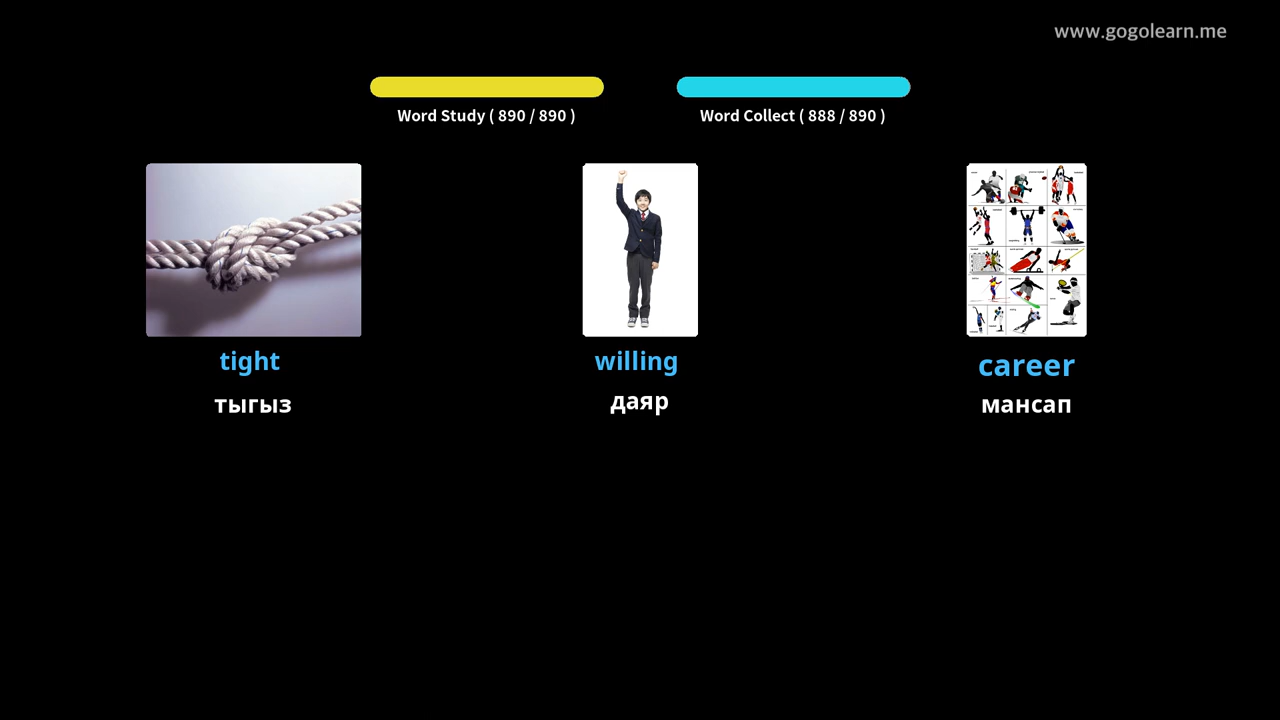 www.gogolearn.me
Word Study ( 890 / 890 )
Word Collect ( 888 / 890 )
tight
willing
career
тыгыз
даяр
мансап